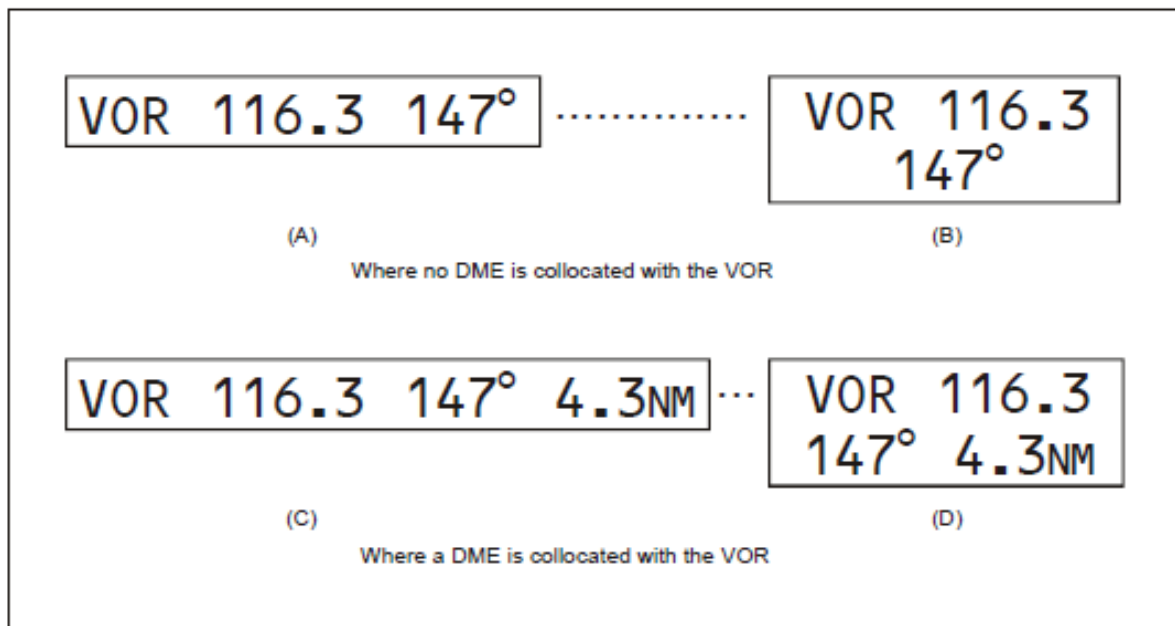 VOR 116.3 147°
VOR 116.3
147°
(A)
(B)
Where no DME is collocated with the VOR
VOR 116.3 147° 4.3NM
VOR 116.3
147° 4.3NM
(C)
(D)
Where a DME is collocated with the VOR